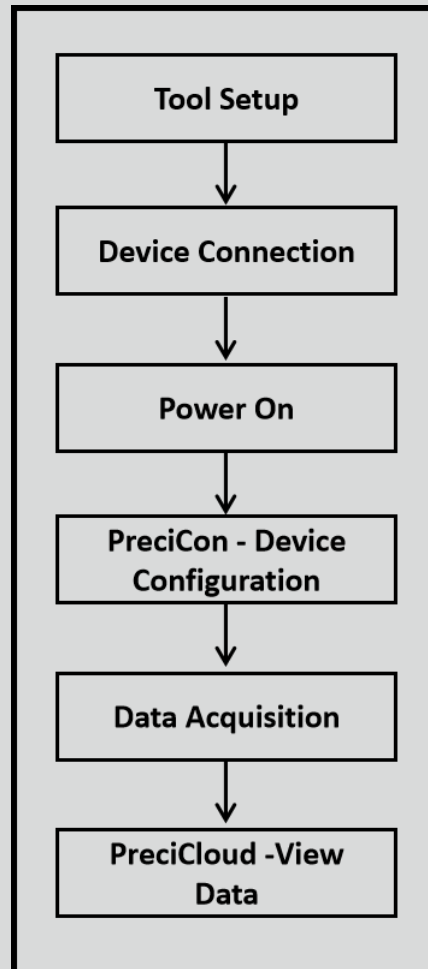 Tool Setup
Device Connection
Power On
PreciCon - Device
Configuration
Data Acquisition
PreciCloud -View
Data